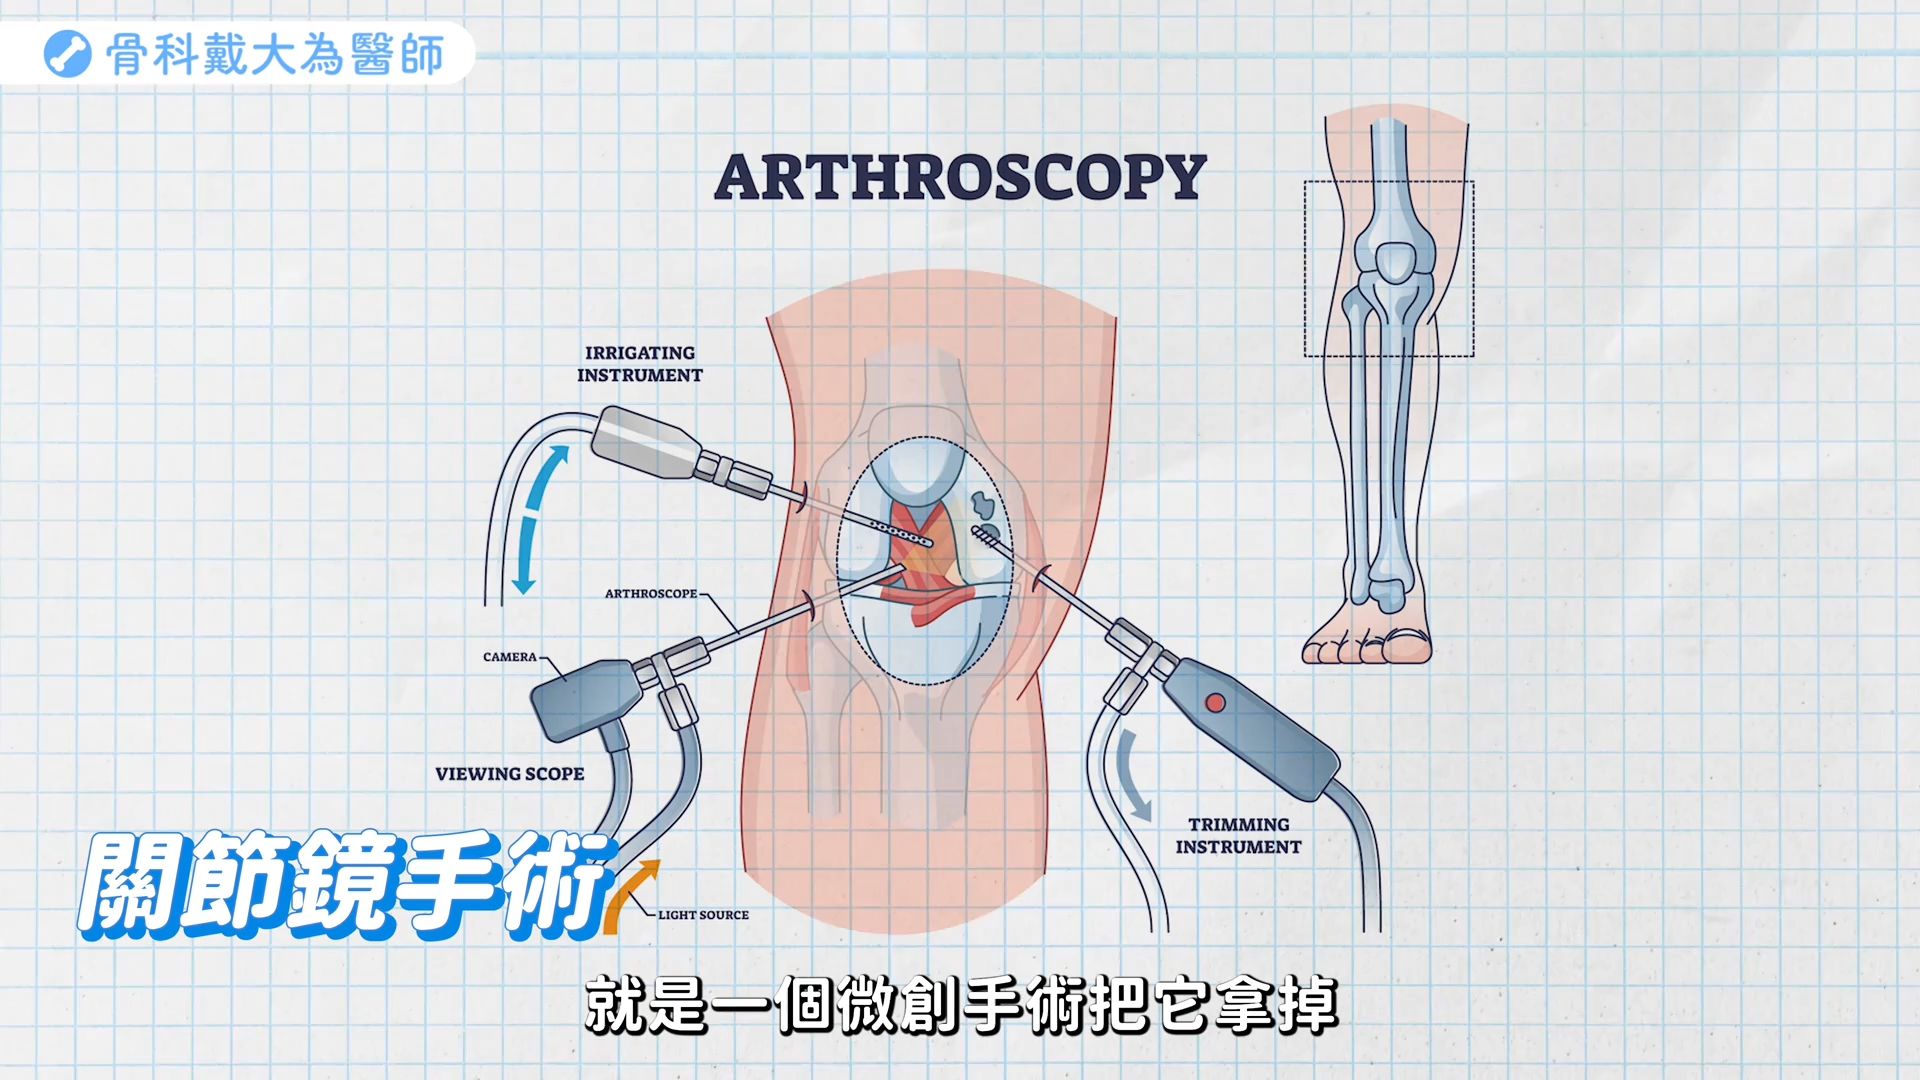 骨科戴大為醫師
ARTHROSCOPY
IRRIGATING
INSTRUMENT
ARTHROSCOPE
CAMERA
VIEWING SCOPE
TRIMMING
INSTRUMENT
關節鏡手術
LIGHT SOURCE
就是一個微創手術把它拿掉